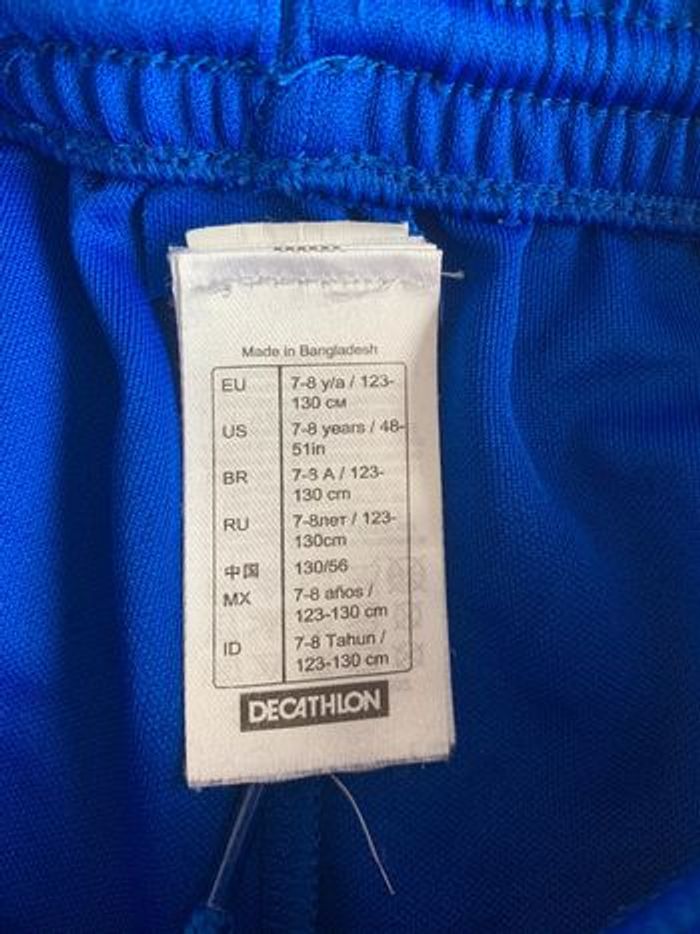 Made in Bangladesh
EU 7-8 y/a / 123-
130 см
US 7-8 years / 48-
51in
BR 7-8 A / 123-
130 cm
RU 7-8лет / 123-
130cm
中国 130/56
MX 7-8 años /
123-130 cm
ID 7-8 Tahun /
123-130 cm
DECATHLON